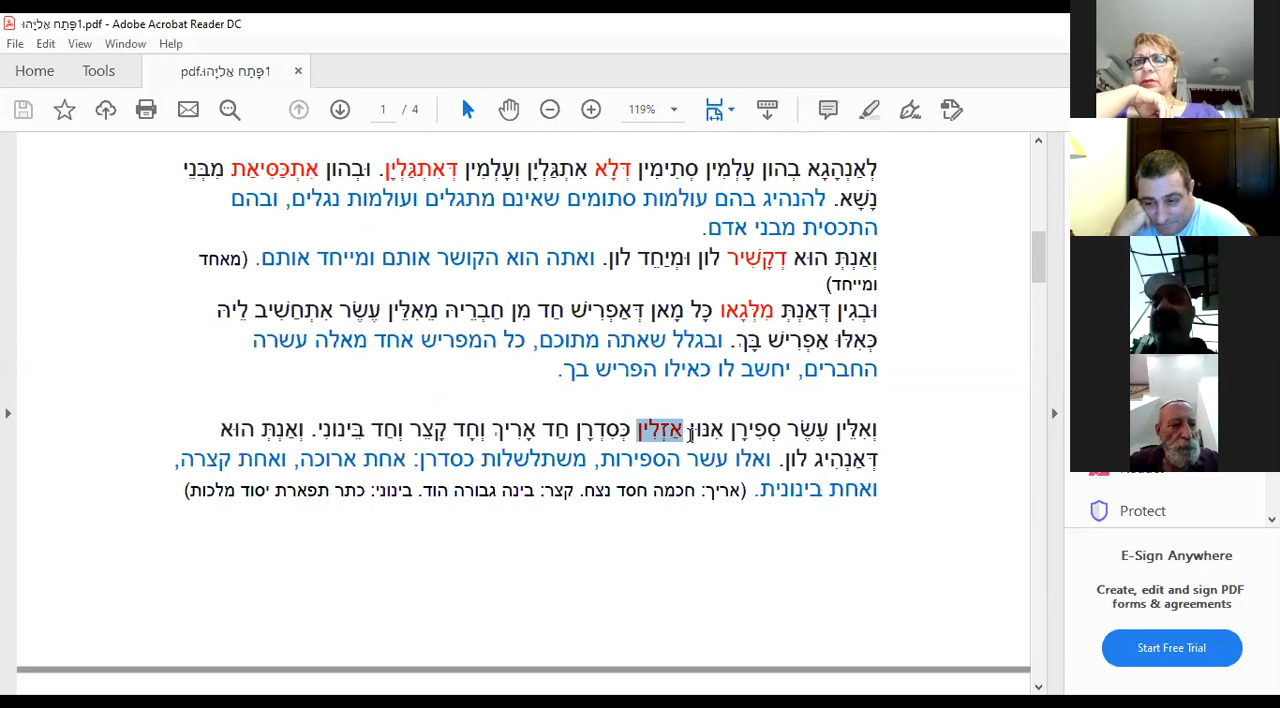 פָּתַח אֵלִיָּהוּ1.pdf - Adobe Acrobat Reader DC
File Edit View Window Help
Home Tools פָּתַח אֵלִיָּהוּ1.pdf ×
1 / 4 119%
לְאַנְהָגָא בְהוֹן עָלְמִין סְתִימִין דְּלָא אִתְגַּלְיָן וְעָלְמִין דְּאִתְגַּלְיָן. וּבְהוֹן אִתְכַּסִּיאַת מִבְּנֵי
נָשָׁא. להנהיג בהם עולמות סתומים שאינם מתגלים ועולמות נגלים, ובהם
התכסית מבני אדם.
וְאַנְתְּ הוּא דְקָשִׁיר לוֹן וּמְיַחֵד לוֹן. ואתה הוא הקושר אותם ומייחד אותם. (מאחד
ומייחד)
וּבְגִין דְּאַנְתְּ מִלְּגָאו כָּל מָאן דְּאַפְרִישׁ חַד מִן חַבְרֵיהּ מֵאִלֵּין עֶשֶׂר אִתְחַשִׁיב לֵיהּ
כְּאִלּוּ אַפְרִישׁ בָּךְ. ובגלל שאתה מתוכם, כל המפריש אחד מאלה עשרה
החברים, יחשב לו כאילו הפריש בך.
וְאִלֵּין עֶשֶׂר סְפִירָן אִנּוּן אַזְלִין כְּסִדְרָן חַד אָרִיךְ וְחָד קָצֵר וְחַד בֵּינוֹנִי. וְאַנְתְּ הוּא
דְּאַנְהִיג לוֹן. ואלו עשר הספירות, משתלשלות כסדרן: אחת ארוכה, ואחת קצרה,
ואחת בינונית. (אריך: חכמה חסד נצח. קצר: בינה גבורה הוד. בינוני: כתר תפארת יסוד מלכות)
Protect
E-Sign Anywhere
Create, edit and sign PDF
forms & agreements
Start Free Trial